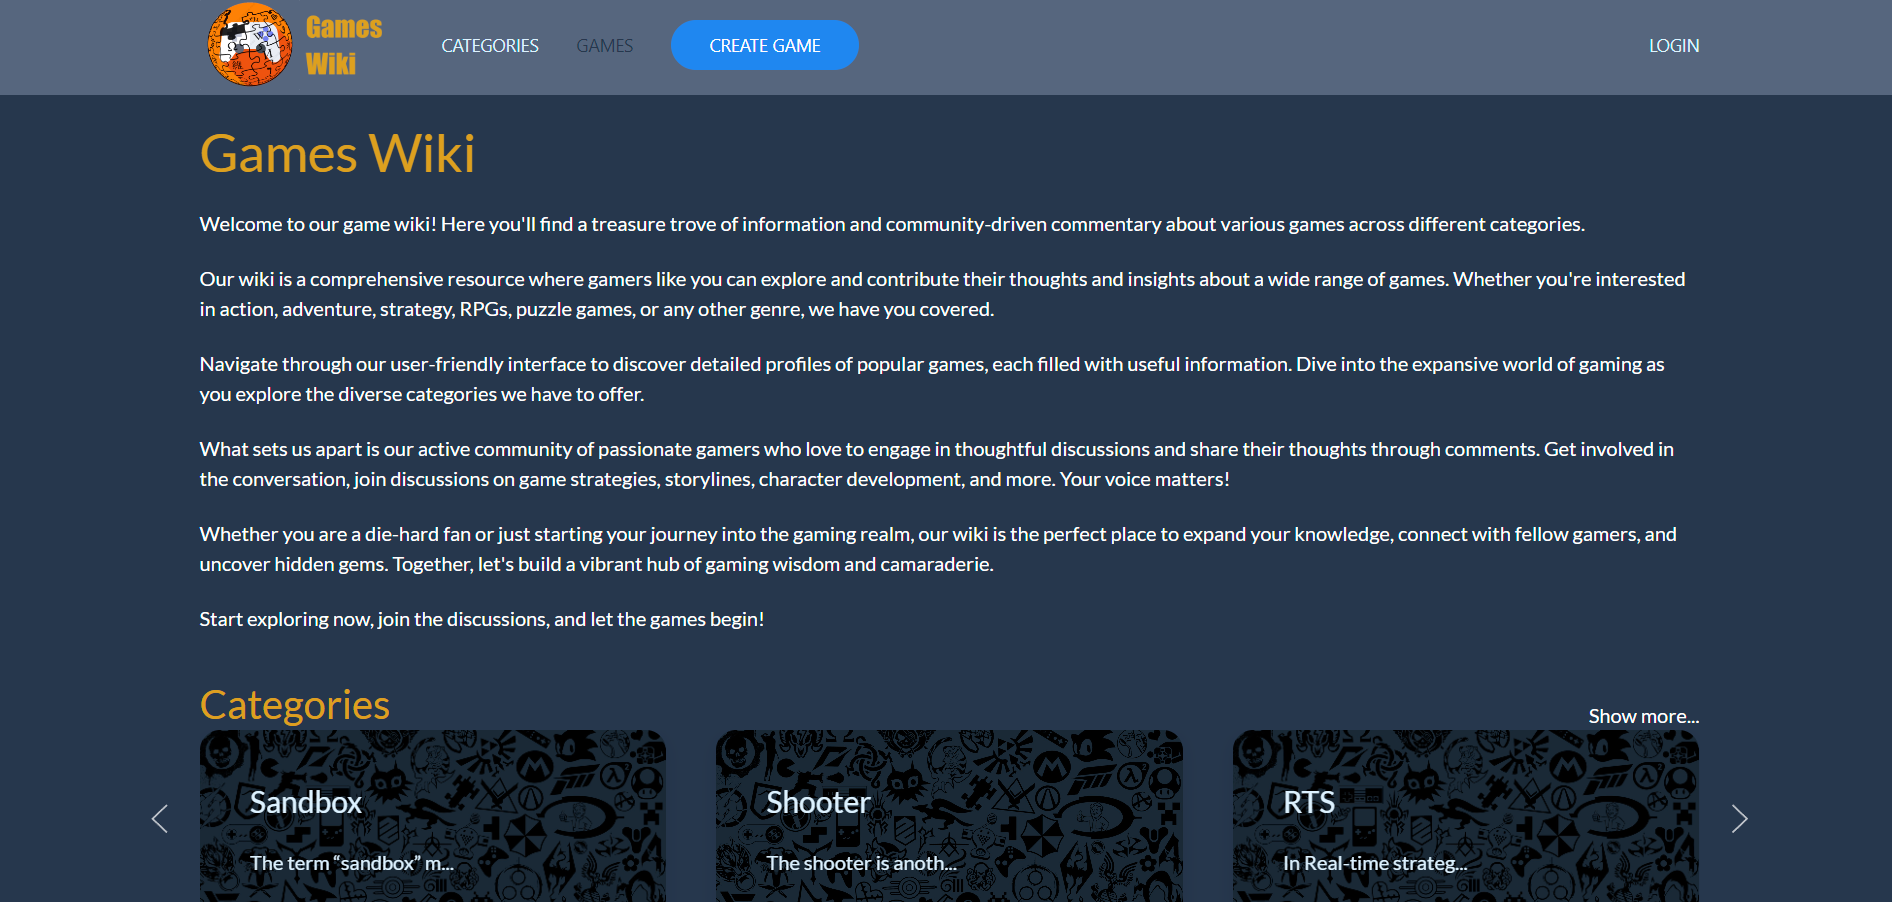 Games
Wiki
CATEGORIES
GAMES
CREATE GAME
LOGIN
Games Wiki
Welcome to our game wiki! Here you'll find a treasure trove of information and community-driven commentary about various games across different categories.
Our wiki is a comprehensive resource where gamers like you can explore and contribute their thoughts and insights about a wide range of games. Whether you're interested
in action, adventure, strategy, RPGs, puzzle games, or any other genre, we have you covered.
Navigate through our user-friendly interface to discover detailed profiles of popular games, each filled with useful information. Dive into the expansive world of gaming as
you explore the diverse categories we have to offer.
What sets us apart is our active community of passionate gamers who love to engage in thoughtful discussions and share their thoughts through comments. Get involved in
the conversation, join discussions on game strategies, storylines, character development, and more. Your voice matters!
Whether you are a die-hard fan or just starting your journey into the gaming realm, our wiki is the perfect place to expand your knowledge, connect with fellow gamers, and
uncover hidden gems. Together, let's build a vibrant hub of gaming wisdom and camaraderie.
Start exploring now, join the discussions, and let the games begin!
Categories
Show more...
Sandbox
The term “sandbox” m...
Shooter
The shooter is anoth...
RTS
In Real-time strateg...